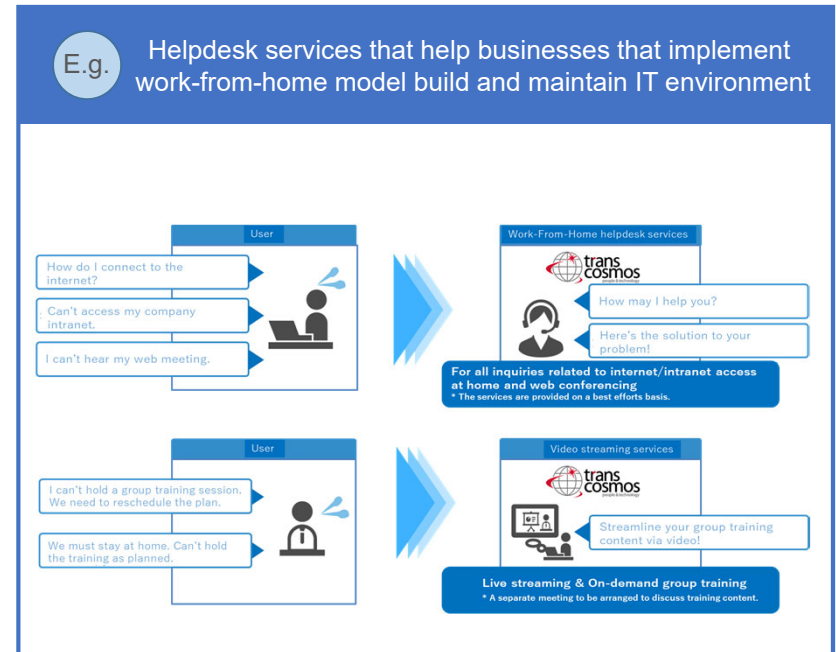 E.g.
Helpdesk services that help businesses that implement
work-from-home model build and maintain IT environment
User
How do I connect to the
internet?
Can't access my company
intranet.
I can't hear my web meeting.
Work-From-Home helpdesk services
trans
cosmos
people & technology
How may I help you?
Here's the solution to your
problem!
For all inquiries related to internet/intranet access
at home and web conferencing
* The services are provided on a best efforts basis.
User
I can't hold a group training session.
We need to reschedule the plan.
We must stay at home. Can't hold
the training as planned.
Video streaming services
trans
cosmos
people & technology
Streamline your group training
content via video!
Live streaming & On-demand group training
* A separate meeting to be arranged to discuss training content.